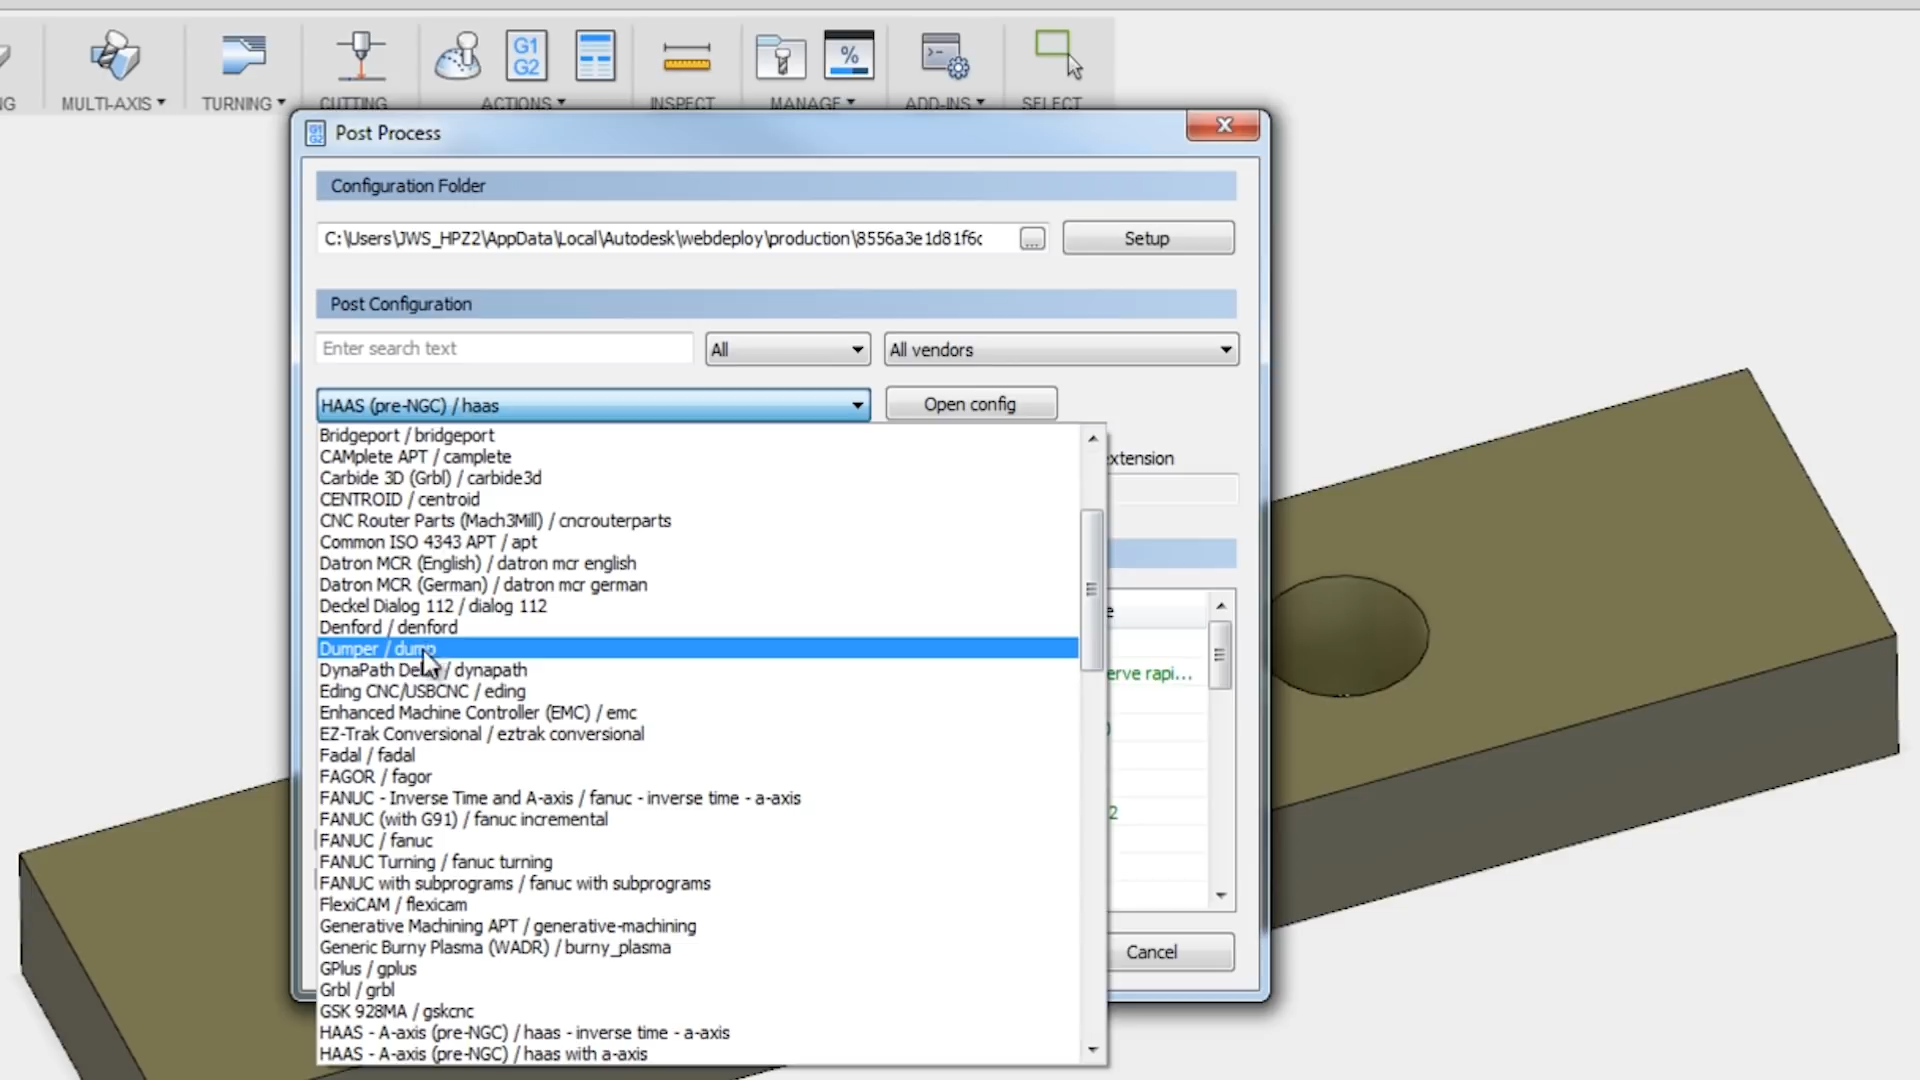 NG
MULTI-AXIS
TURNING
CUTTING
G1
G2
ACTIONS
INSPECT
%
MANAGE
ADD-INS
SELECT
G1
G2
Post Process
X
Configuration Folder
C:\Users\JWS_HPZ2\AppData\Local\Autodesk\webdeploy\production\8556a3e1d81f6c
...
Setup
Post Configuration
Enter search text
All
All vendors
HAAS (pre-NGC) / haas
Open config
Bridgeport / bridgeport
CAMplete APT / camplete
Carbide 3D (Grbl) / carbide3d
CENTROID / centroid
CNC Router Parts (Mach3Mill) / cncrouterparts
Common ISO 4343 APT / apt
Datron MCR (English) / datron mcr english
Datron MCR (German) / datron mcr german
Deckel Dialog 112 / dialog 112
Denford / denford
Dumper / dump
DynaPath / dynapath
Eding CNC/USBCNC / eding
Enhanced Machine Controller (EMC) / emc
EZ-Trak Conversional / eztrak conversional
Fadal / fadal
FAGOR / fagor
FANUC - Inverse Time and A-axis / fanuc - inverse time - a-axis
FANUC (with G91) / fanuc incremental
FANUC / fanuc
FANUC Turning / fanuc turning
FANUC with subprograms / fanuc with subprograms
FlexiCAM / flexicam
Generative Machining APT / generative-machining
Generic Burny Plasma (WADR) / burny_plasma
GPlus / gplus
Grbl / grbl
GSK 928MA / gskcnc
HAAS - A-axis (pre-NGC) / haas - inverse time - a-axis
HAAS - A-axis (pre-NGC) / haas with a-axis
extension
e
erve rapi...
)
2
Cancel